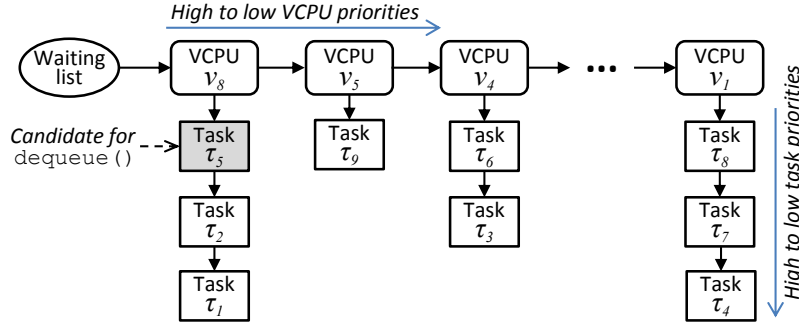 High to low VCPU priorities
Waiting
list
VCPU
v8
VCPU
v5
VCPU
v4
...
VCPU
v1
Candidate for
dequeue()
Task
τ5
Task
τ9
Task
τ6
Task
τ8
Task
τ2
Task
τ3
Task
τ7
Task
τ1
Task
τ4
High to low task priorities